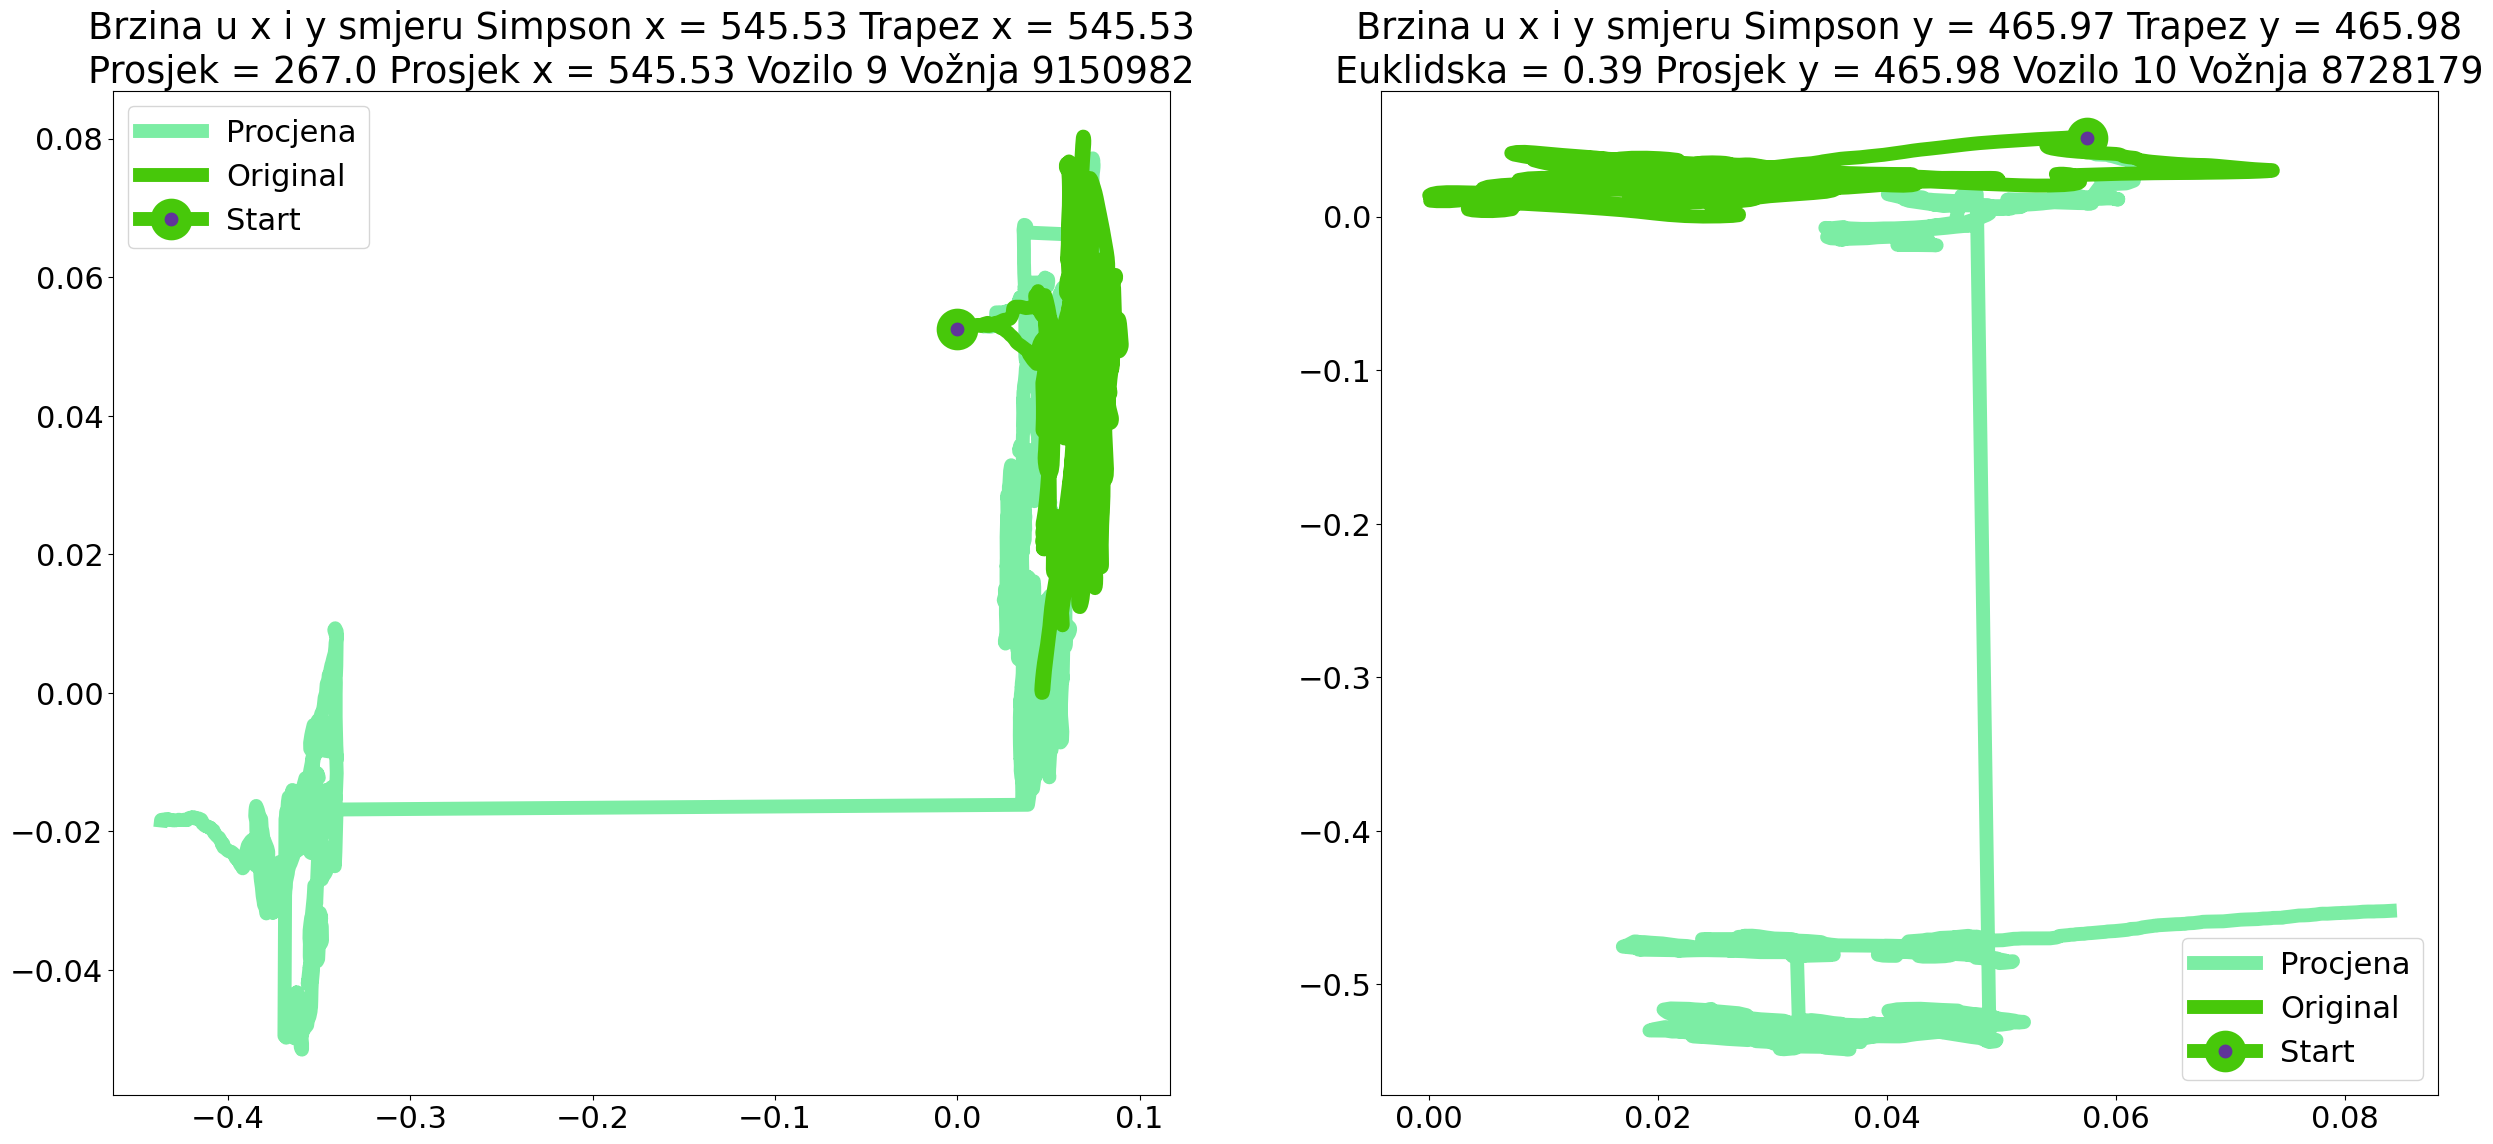 Brzina u x i y smjeru Simpson x = 545.53 Trapez x = 545.53
Prosjek = 267.0 Prosjek x = 545.53 Vozilo 9 Vožnja 9150982
Procjena
Original
Start
0.08
0.06
0.04
0.02
0.00
−0.02
−0.04
−0.4
−0.3
−0.2
−0.1
0.0
0.1
Brzina u x i y smjeru Simpson y = 465.97 Trapez y = 465.98
Euklidska = 0.39 Prosjek y = 465.98 Vozilo 10 Vožnja 8728179
0.0
−0.1
−0.2
−0.3
−0.4
−0.5
Procjena
Original
Start
0.00
0.02
0.04
0.06
0.08